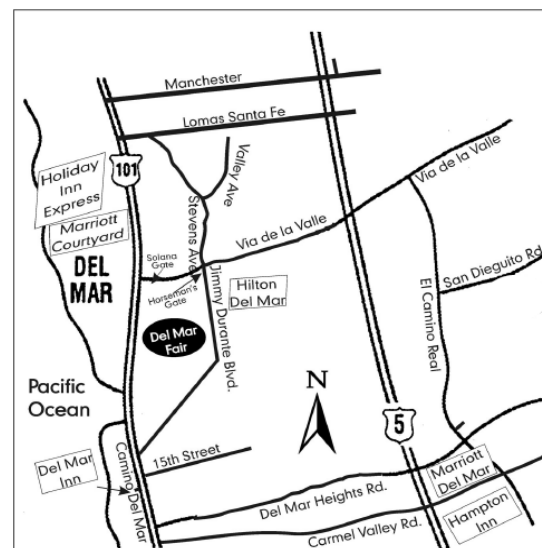 Manchester
Lomas Santa Fe
101
Valley Ave
Via de la Valle
Holiday
Inn
Express
Marriott
Courtyard
Stevens Ave
Via de la Valle
DEL
MAR
Solana
Gate
Horseman's
Gate
Jimmy Durante Blvd.
Hilton
Del Mar
San Dieguito Rd
El Camino Real
Del Mar
Fair
Pacific
Ocean
N
5
Camino Del Mar
15th Street
Del Mar
Inn
Marriott
Del Mar
Del Mar Heights Rd.
Hampton
Inn
Carmel Valley Rd.